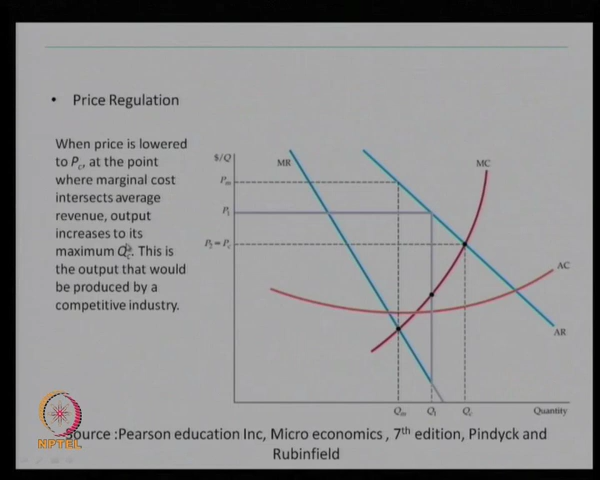 • Price Regulation
When price is lowered
to Pc, at the point
where marginal cost
intersects average
revenue, output
increases to its
maximum Qc. This is
the output that would
be produced by a
competitive industry.
$/Q
MR
MC
Pm
P1
P2 = Pc
AC
AR
Qm Q1 Qc Quantity
Source :Pearson education Inc, Micro economics , 7th edition, Pindyck and
Rubinfield
NPTEL